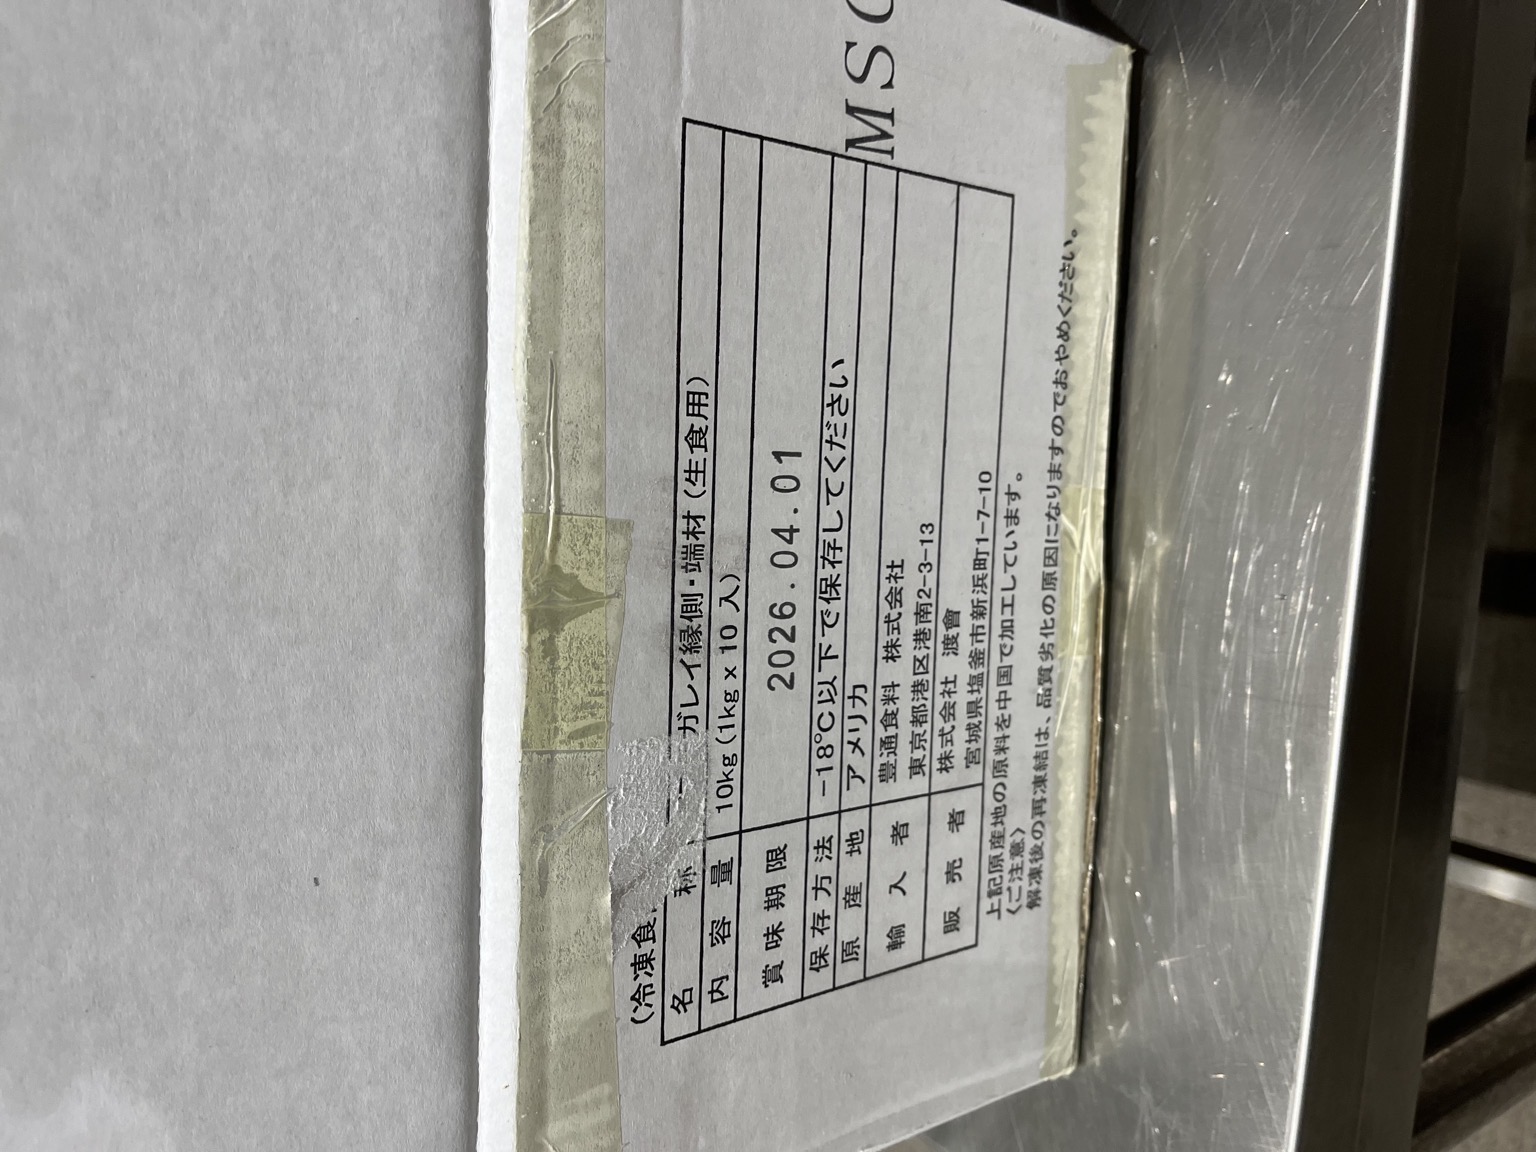 (冷凍食
名 称 ガレイ縁側・端材(生食用)
内容量 10kg(1kg x 10 入)
賞味期限 2026.04.01
保存方法 -18℃以下で保存してください
原産地 アメリカ
輸入者 豊通食料 株式会社
東京都港区港南2-3-13
販売者 株式会社 渡會
宮城県塩釜市新浜町1-7-10
上記原産地の原料を中国で加工しています。
〈ご注意〉
解凍後の再凍結は、品質劣化の原因になりますのでおやめください。
MSC